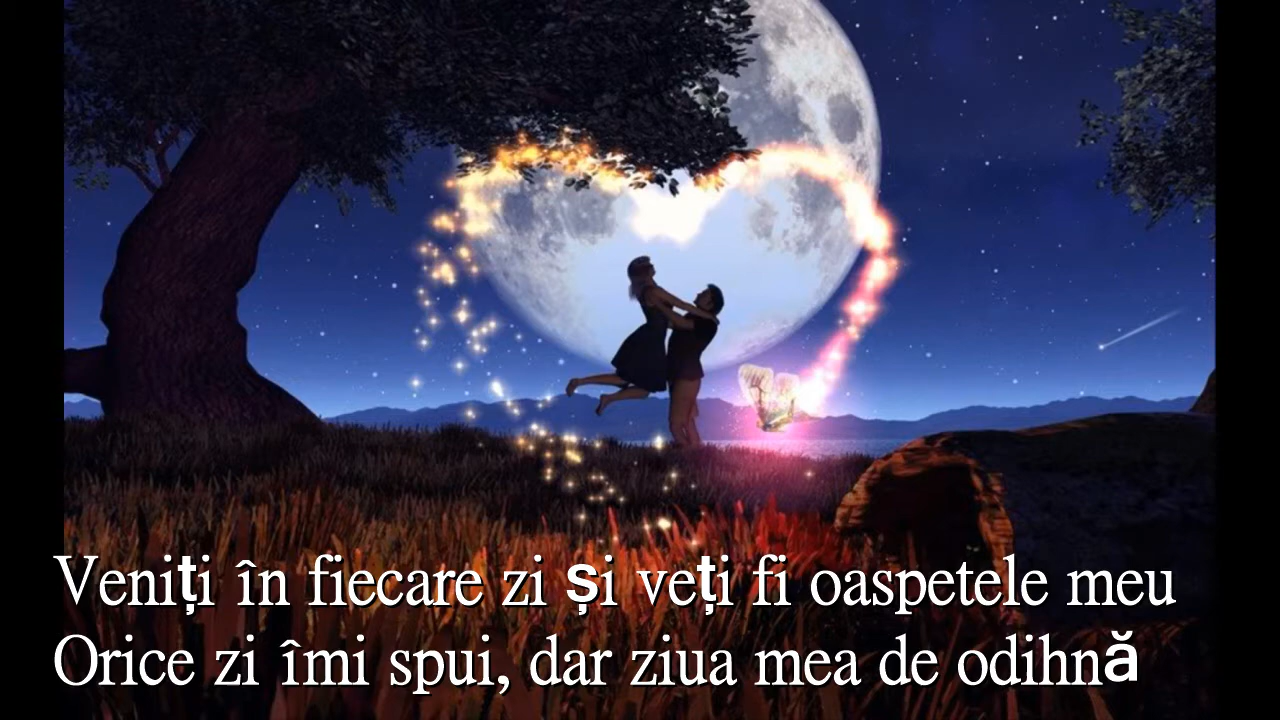 Veniți în fiecare zi și veți fi oaspetele meu
Orice zi îmi spui, dar ziua mea de odihnă